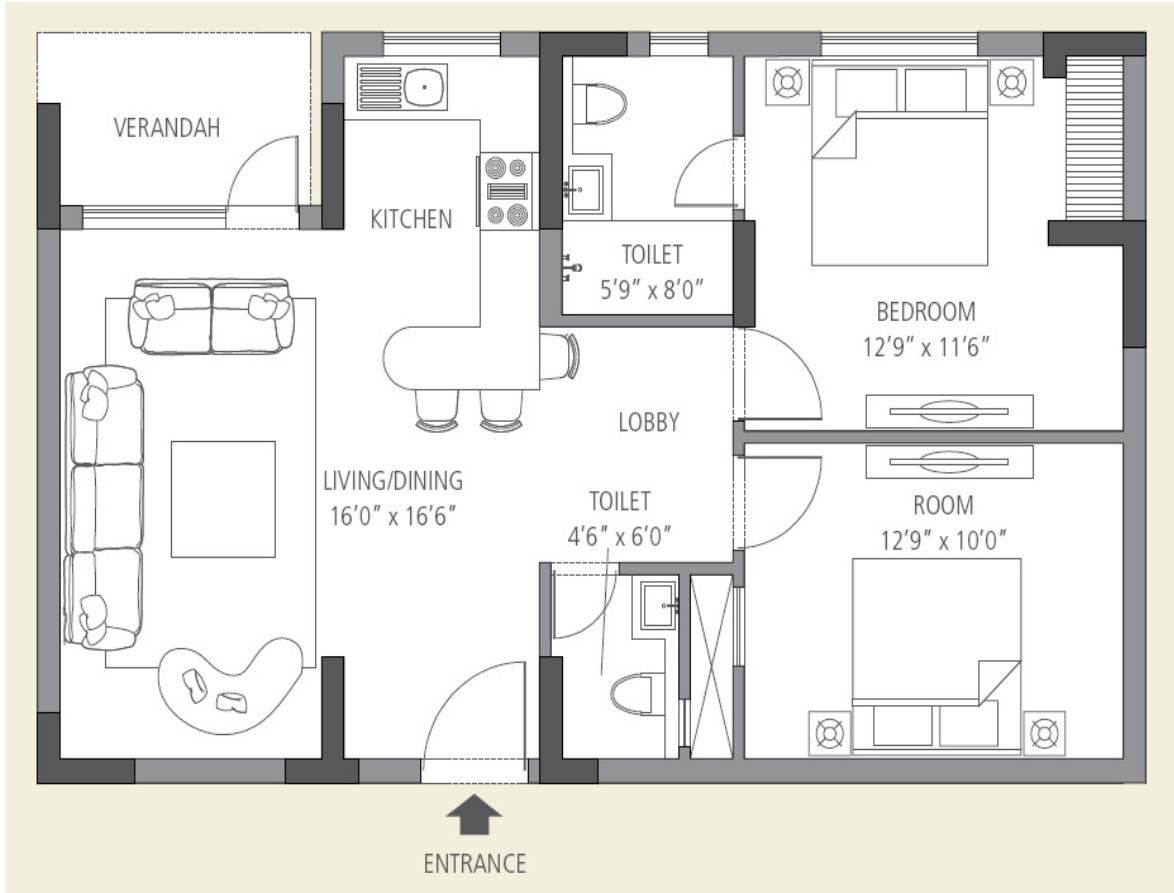 VERANDAH
KITCHEN
TOILET
5’9” x 8’0”
BEDROOM
12’9” x 11’6”
LOBBY
LIVING/DINING
16’0” x 16’6”
TOILET
4’6” x 6’0”
ROOM
12’9” x 10’0”
ENTRANCE